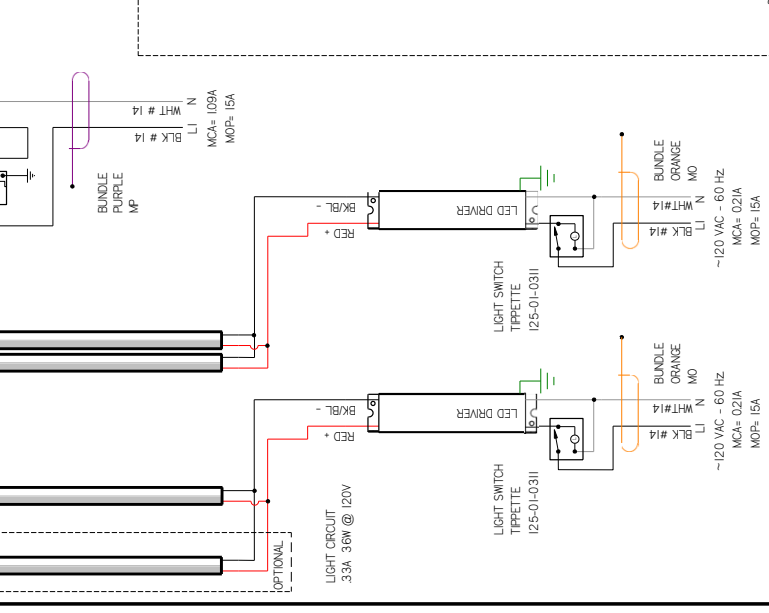 WHT # 14
N
BLK # 14
L1
MCA= 1.09A
MOP= 15A
BUNDLE
PURPLE
MP
BK/BL -
RED +
LED DRIVER
LIGHT SWITCH
TIPPETTE
125-01-0311
BUNDLE
ORANGE
MO
WHT#14
N
BLK #14
L1
~120 VAC - 60 Hz
MCA= 0.21A
MOP= 15A
BK/BL -
RED +
LED DRIVER
LIGHT SWITCH
TIPPETTE
125-01-0311
BUNDLE
ORANGE
MO
WHT#14
N
BLK #14
L1
~120 VAC - 60 Hz
MCA= 0.21A
MOP= 15A
LIGHT CIRCUIT
.33A 36W @ 120V
OPTIONAL